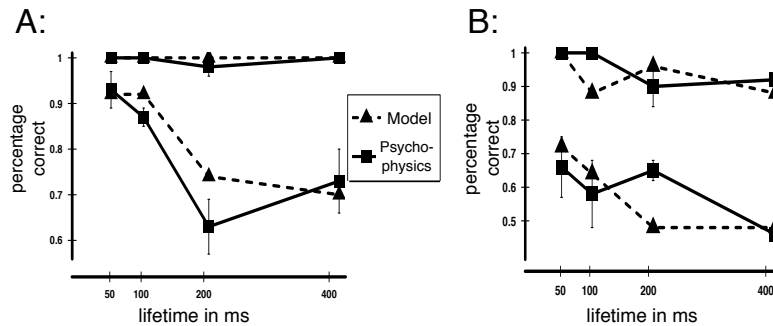 A:
1
0.9
0.8
0.7
0.6
percentage
correct
50
100
200
400
lifetime in ms
Model
Psycho-
physics
B:
1
0.9
0.8
0.7
0.6
0.5
percentage
correct
50
100
200
400
lifetime in ms